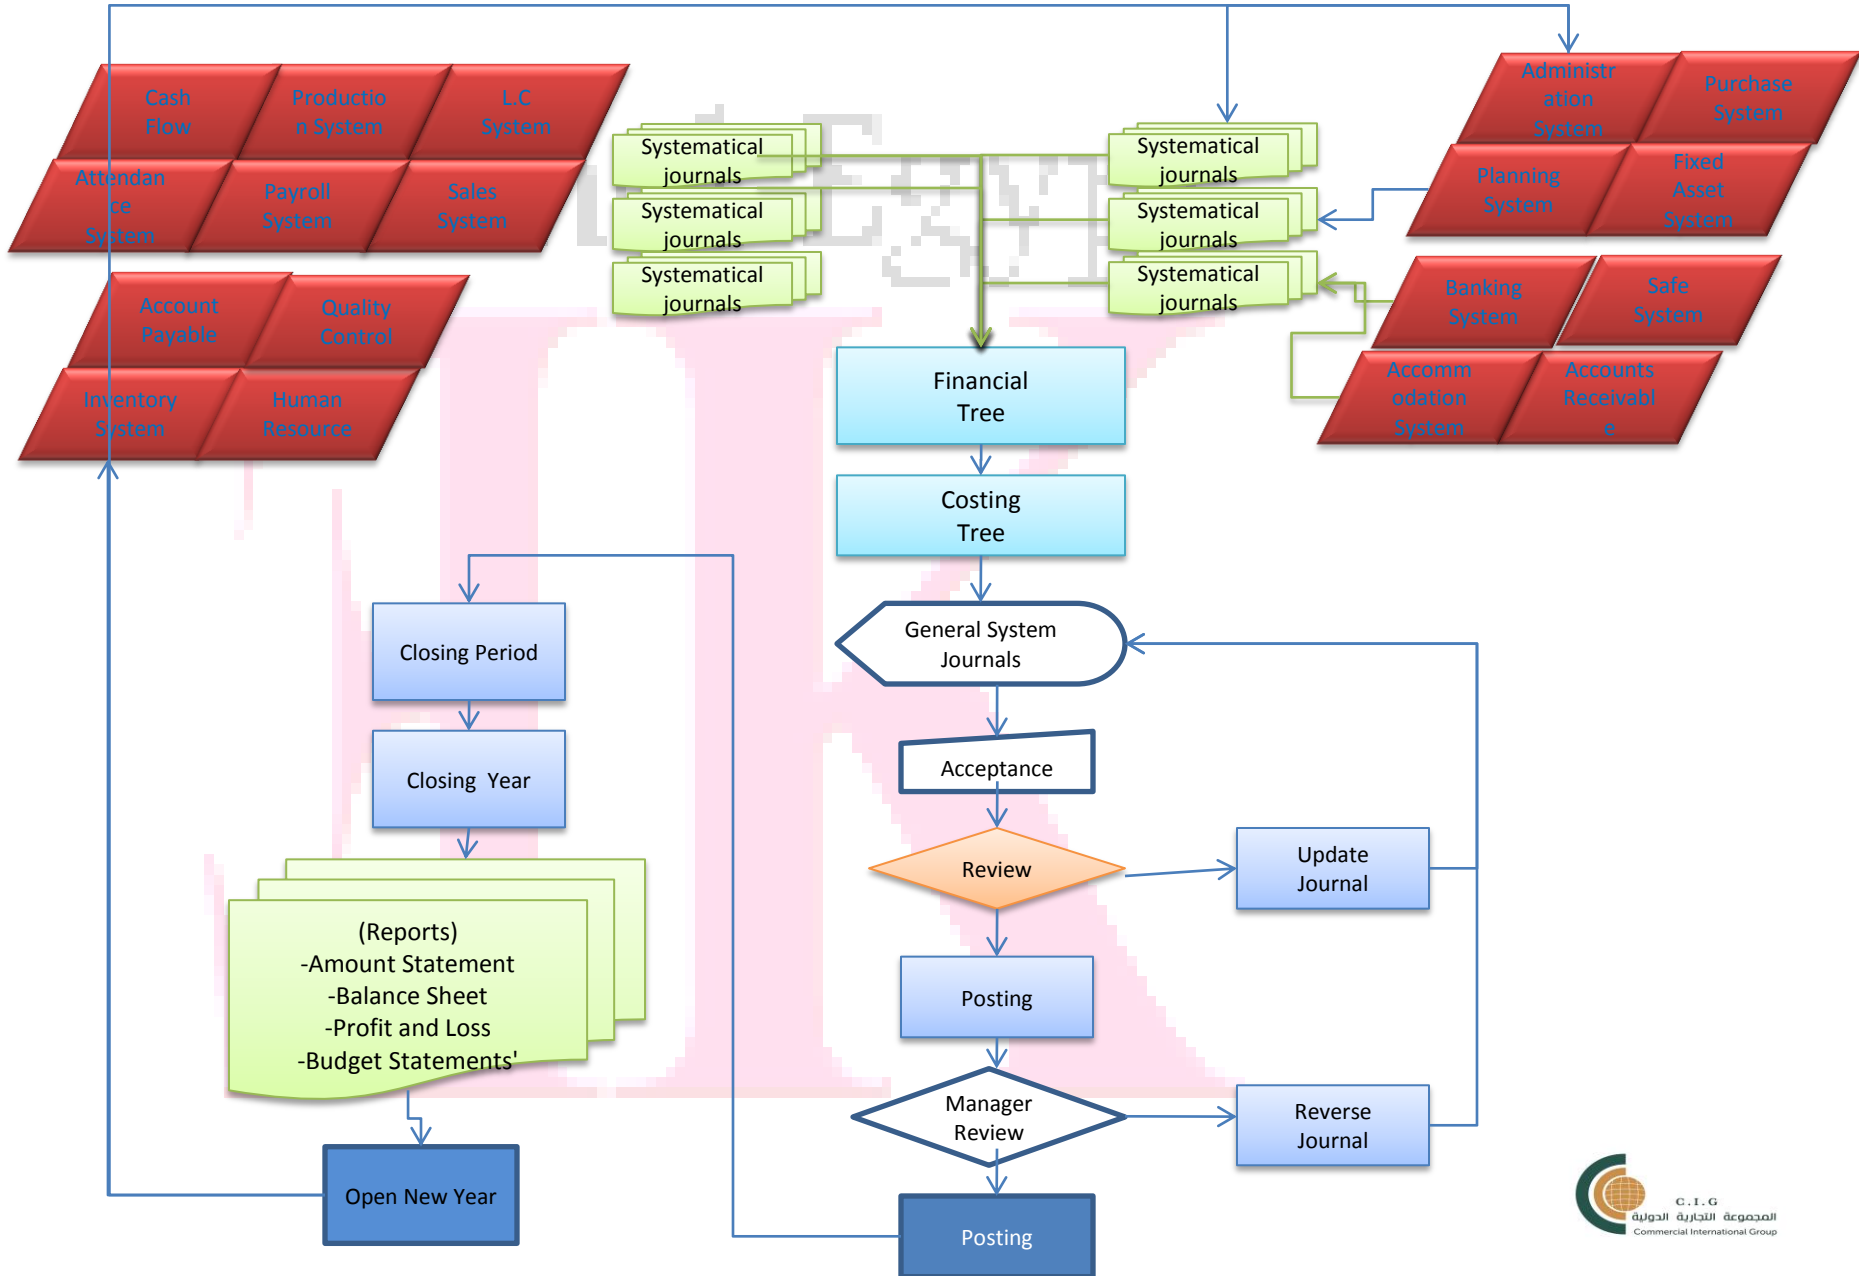 Cash
Flow
Productio
n System
L.C
System
Attendan
ce
System
Payroll
System
Sales
System
Account
Payable
Quality
Control
Inventory
System
Human
Resource
Systematical
journals
Systematical
journals
Systematical
journals
Systematical
journals
Systematical
journals
Systematical
journals
Administr
ation
System
Purchase
System
Planning
System
Fixed
Asset
System
Banking
System
Safe
System
Accomm
odation
System
Accounts
Receivabl
e
Financial
Tree
Costing
Tree
General System
Journals
Acceptance
Review
Update
Journal
Posting
Manager
Review
Reverse
Journal
Posting
Closing Period
Closing  Year
(Reports)
-Amount Statement
-Balance Sheet
-Profit and Loss
-Budget Statements'
Open New Year
C.I.G
المجموعة التجارية الدولية
Commercial International Group